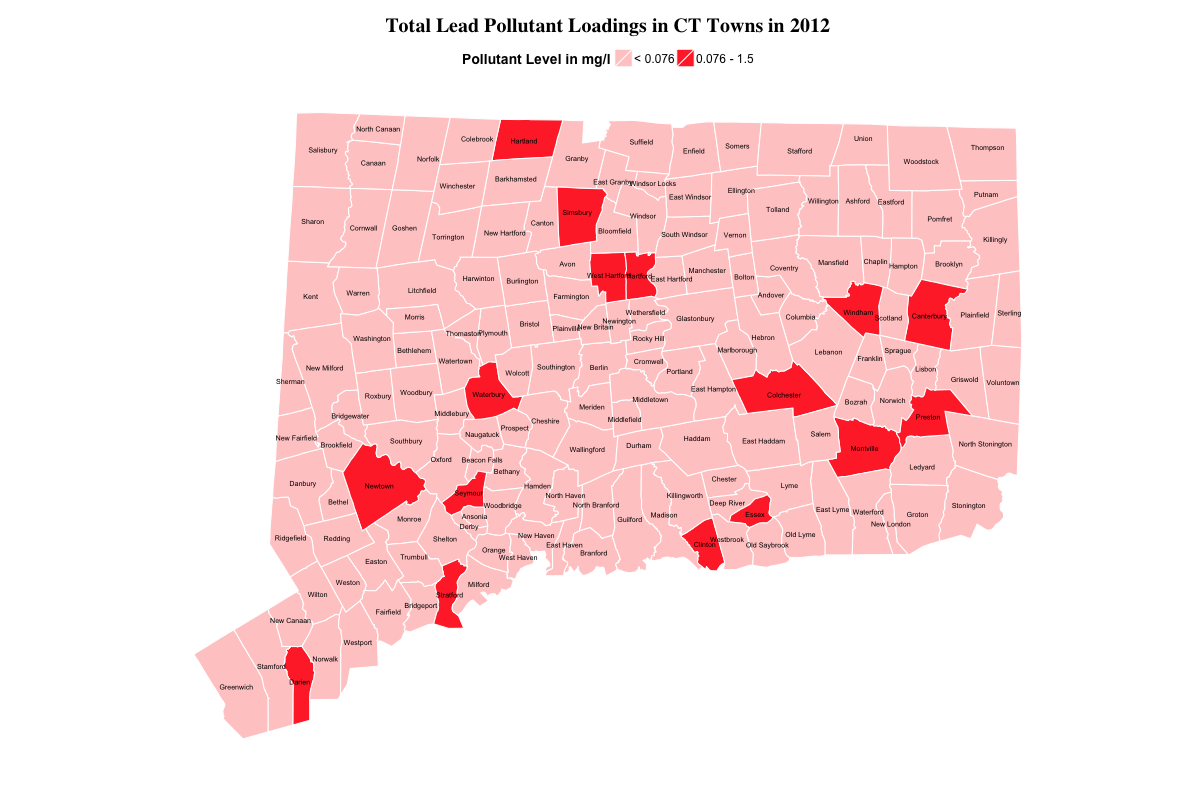 Total Lead Pollutant Loadings in CT Towns in 2012
Pollutant Level in mg/l < 0.076 0.076 - 1.5
North Canaan
Colebrook
Hartland
Salisbury
Canaan
Norfolk
Granby
Suffield
Enfield
Somers
Stafford
Union
Woodstock
Thompson
Winchester
Barkhamsted
East Granby
Windsor Locks
East Windsor
Ellington
Tolland
Willington
Ashford
Eastford
Putnam
Sharon
Cornwall
Goshen
Torrington
New Hartford
Canton
Simsbury
Bloomfield
Windsor
South Windsor
Vernon
Pomfret
Killingly
Kent
Warren
Litchfield
Harwinton
Burlington
Avon
Farmington
West Hartford
Hartford
East Hartford
Manchester
Bolton
Coventry
Andover
Mansfield
Chaplin
Hampton
Brooklyn
Washington
Morris
Bethlehem
Thomaston
Plymouth
Bristol
Plainville
New Britain
Newington
Wethersfield
Rocky Hill
Glastonbury
Hebron
Columbia
Windham
Scotland
Canterbury
Plainfield
Sterling
Sherman
New Milford
Roxbury
Woodbury
Watertown
Waterbury
Wolcott
Southington
Berlin
Cromwell
Portland
Marlborough
East Hampton
Colchester
Lebanon
Franklin
Sprague
Lisbon
Griswold
Voluntown
Bridgewater
Middlebury
Naugatuck
Prospect
Cheshire
Meriden
Middletown
Middlefield
Bozrah
Norwich
Preston
New Fairfield
Brookfield
Southbury
Oxford
Beacon Falls
Bethany
Wallingford
Durham
Haddam
East Haddam
Salem
Montville
North Stonington
Ledyard
Danbury
Bethel
Newtown
Seymour
Woodbridge
Hamden
North Haven
North Branford
Guilford
Madison
Killingworth
Chester
Deep River
Essex
Lyme
East Lyme
Waterford
New London
Groton
Stonington
Ridgefield
Redding
Monroe
Ansonia
Derby
Shelton
Orange
New Haven
West Haven
East Haven
Branford
Clinton
Westbrook
Old Saybrook
Old Lyme
Easton
Trumbull
Weston
Wilton
Stratford
Milford
Bridgeport
Fairfield
New Canaan
Westport
Norwalk
Stamford
Darien
Greenwich